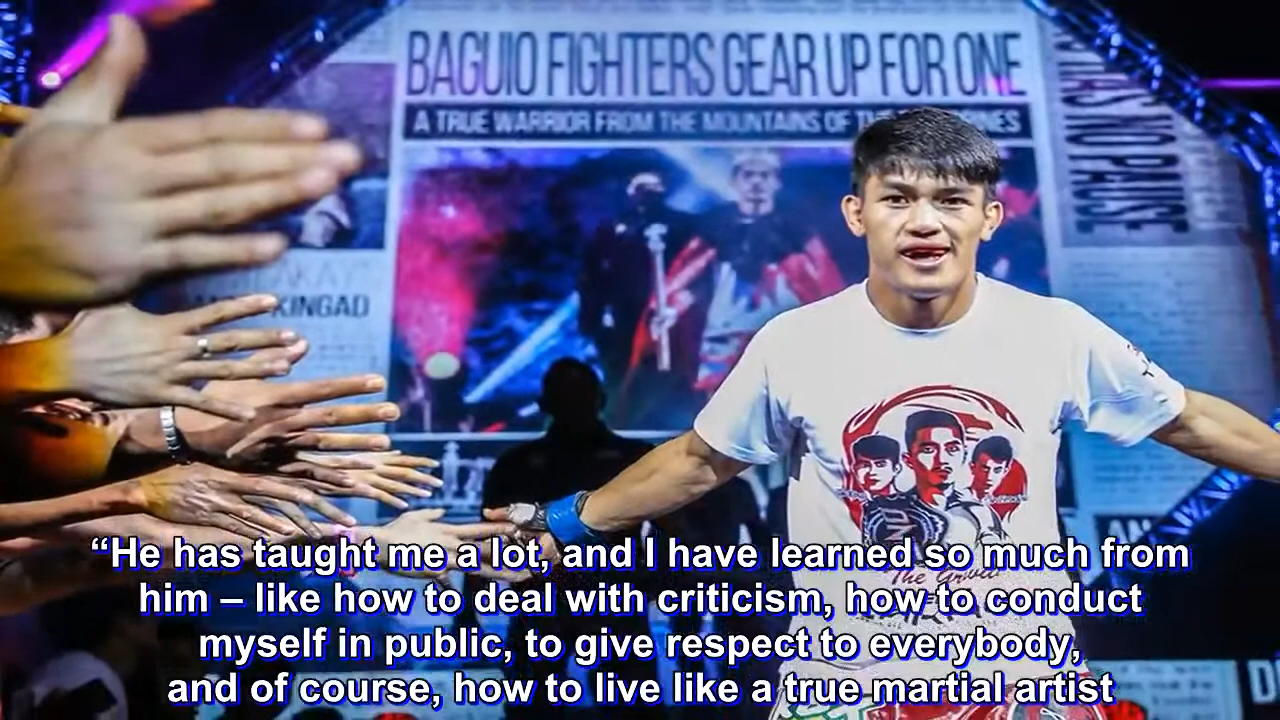 BAGUIO FIGHTERS GEAR UP FOR ONE
A TRUE WARRIOR FROM THE MOUNTAINS OF
KINGAD
NO PAUSE
The
“He has taught me a lot, and I have learned so much from
him – like how to deal with criticism, how to conduct
myself in public, to give respect to everybody,
and of course, how to live like a true martial artist